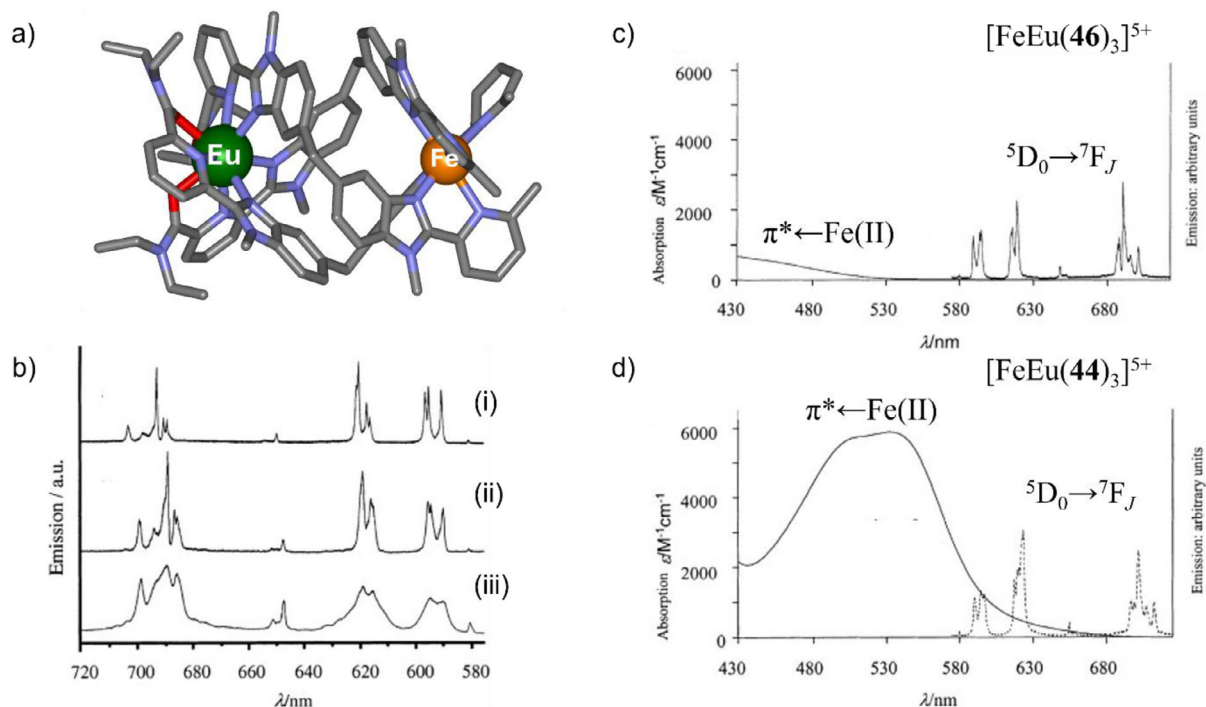 a)
Eu
Fe
b)
(i)
(ii)
(iii)
Emission / a.u.
720 700 680 660 640 620 600 580
λ/nm
c)
[FeEu(46)₃]⁵⁺
6000
4000
2000
0
Absorption ε/M⁻¹cm⁻¹
⁵D₀→⁷F_J
π*←Fe(II)
Emission: arbitrary units
430 480 530 580 630 680
λ/nm
d)
[FeEu(44)₃]⁵⁺
π*←Fe(II)
6000
4000
2000
0
Absorption ε/M⁻¹cm⁻¹
⁵D₀→⁷F_J
Emission: arbitrary units
430 480 530 580 630 680
λ/nm